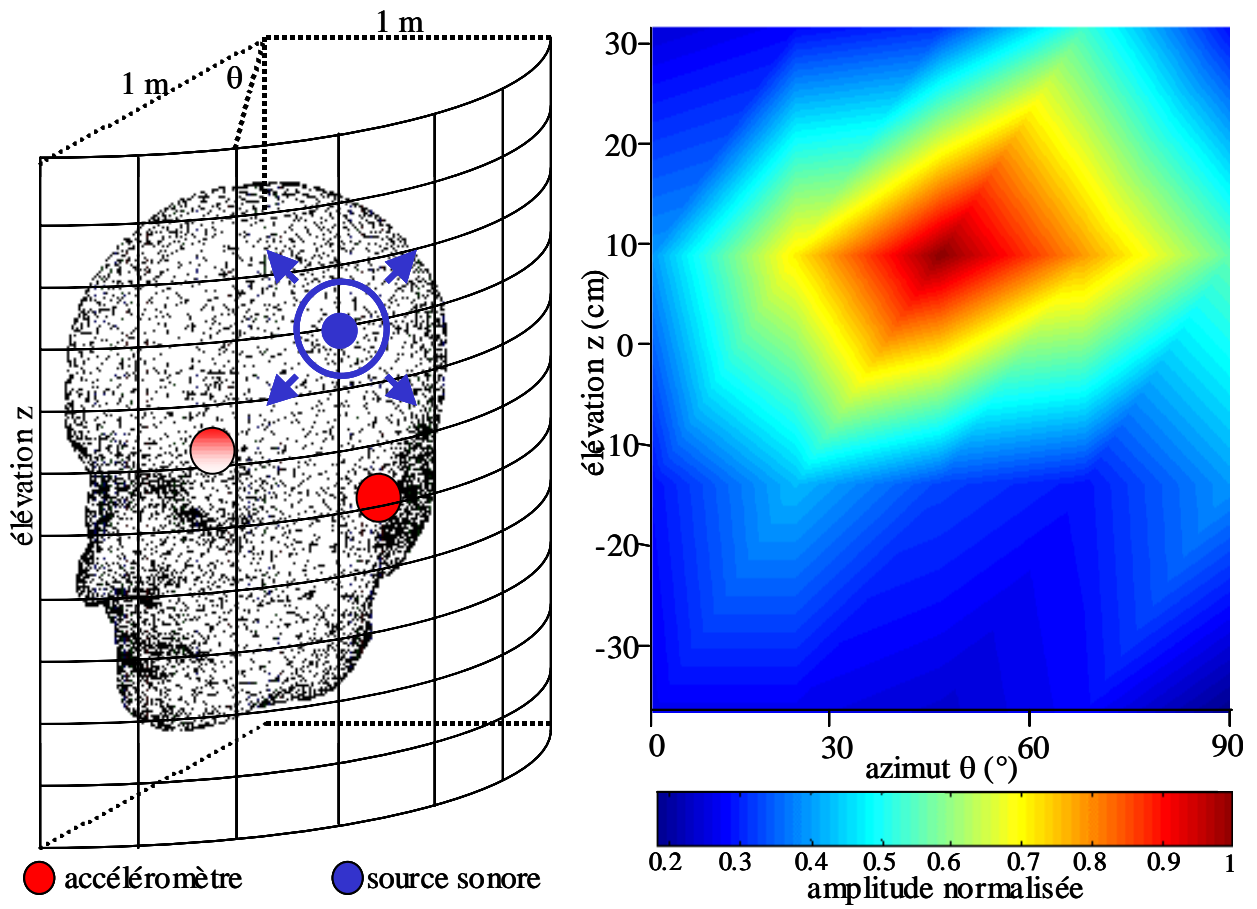 1 m
1 m
θ
élévation z
accéléromètre
source sonore
30
20
10
0
-10
-20
-30
élévation z (cm)
0
30
60
90
azimut θ (°)
0.2
0.3
0.4
0.5
0.6
0.7
0.8
0.9
1
amplitude normalisée